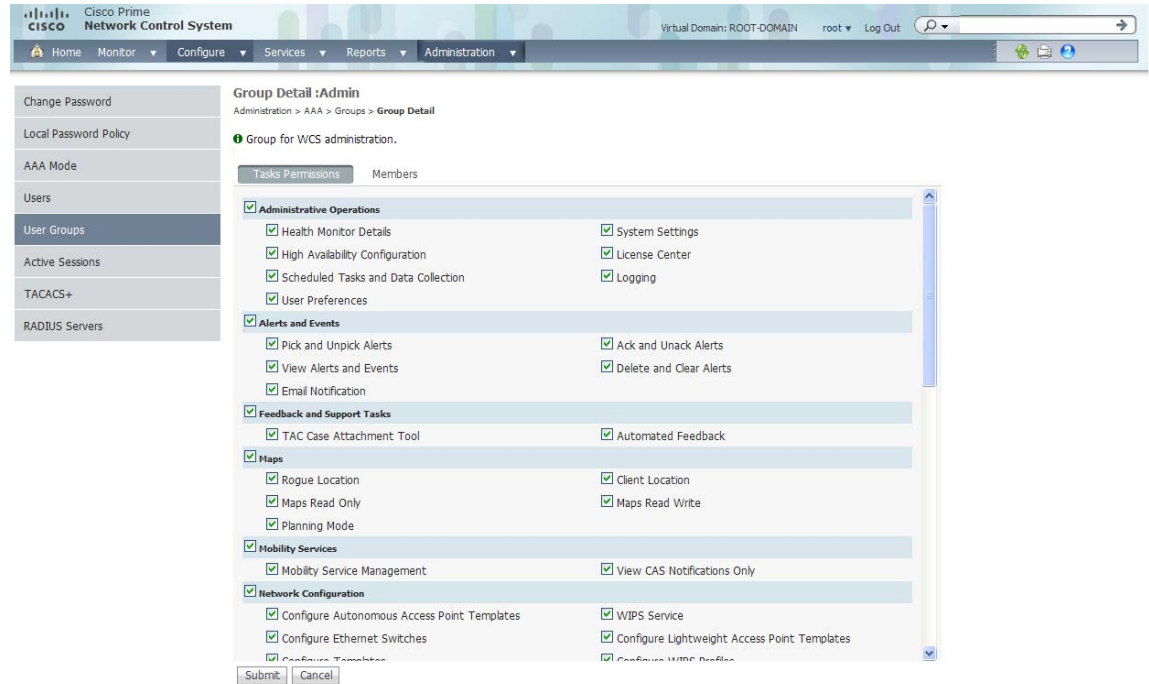 Cisco Prime
CISCO Network Control System
Virtual Domain: ROOT-DOMAIN root Log Out
Home Monitor Configure Services Reports Administration
Change Password
Local Password Policy
AAA Mode
Users
User Groups
Active Sessions
TACACS+
RADIUS Servers
Group Detail :Admin
Administration > AAA > Groups > Group Detail
Group for WCS administration.
Tasks Permissions Members
Administrative Operations
Health Monitor Details System Settings
High Availability Configuration License Center
Scheduled Tasks and Data Collection Logging
User Preferences
Alerts and Events
Pick and Unpick Alerts Ack and Unack Alerts
View Alerts and Events Delete and Clear Alerts
Email Notification
Feedback and Support Tasks
TAC Case Attachment Tool Automated Feedback
Maps
Rogue Location Client Location
Maps Read Only Maps Read Write
Planning Mode
Mobility Services
Mobility Service Management View CAS Notifications Only
Network Configuration
Configure Autonomous Access Point Templates WIPS Service
Configure Ethernet Switches Configure Lightweight Access Point Templates
Configure Templates Configure WIPS Profiles
Submit Cancel